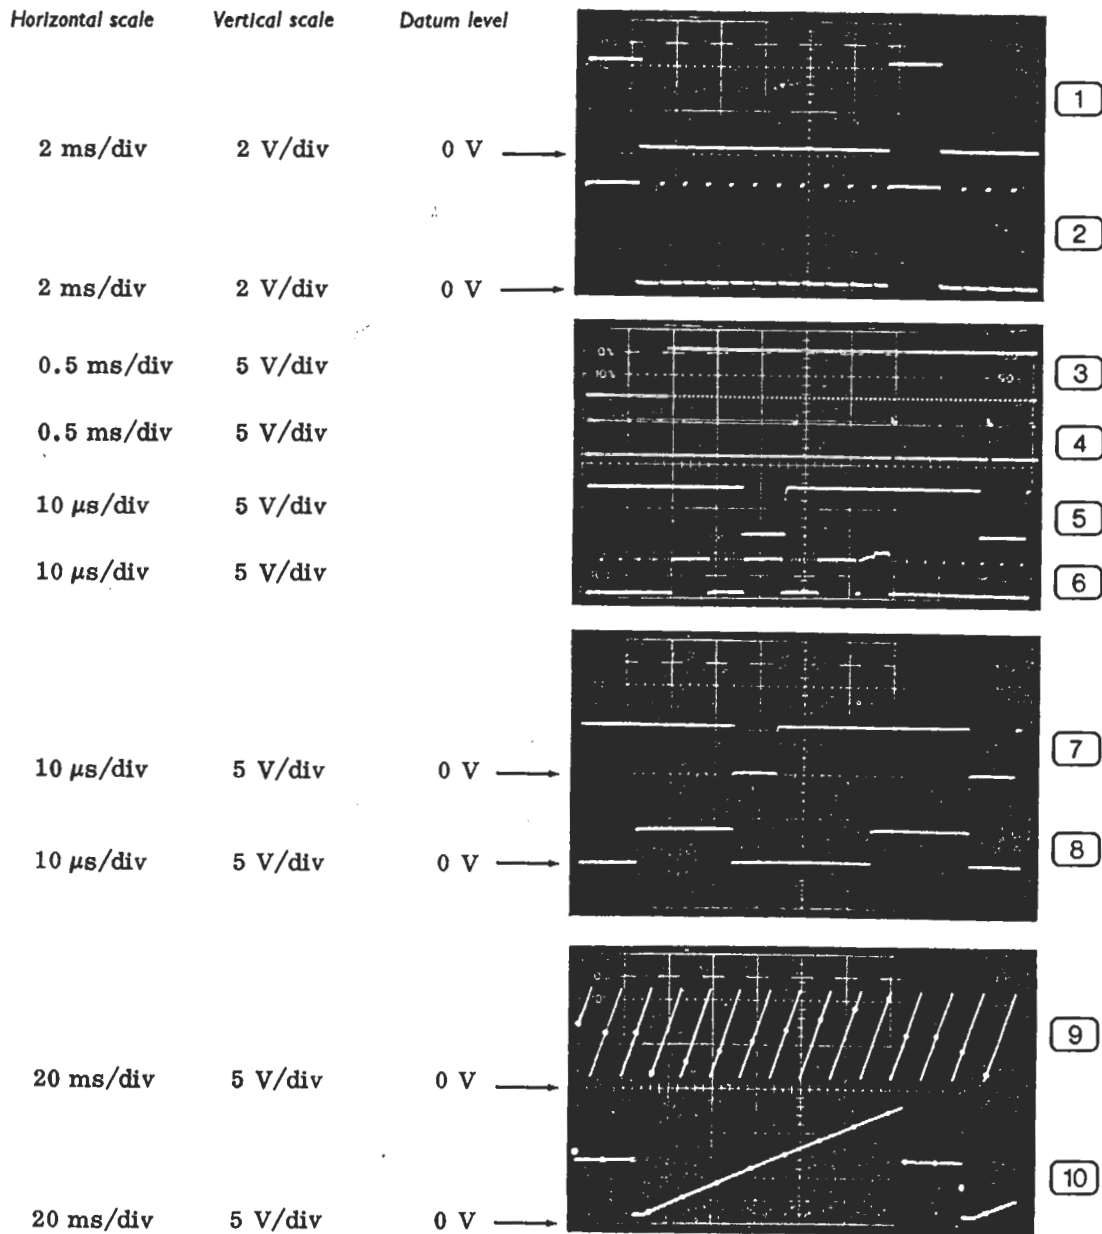 Horizontal scale Vertical scale Datum level
1
2 ms/div 2 V/div 0 V
2
2 ms/div 2 V/div 0 V
0.5 ms/div 5 V/div 3
0.5 ms/div 5 V/div 4
10 μs/div 5 V/div 5
10 μs/div 5 V/div 6
7
10 μs/div 5 V/div 0 V
10 μs/div 5 V/div 0 V 8
9
20 ms/div 5 V/div 0 V
10
20 ms/div 5 V/div 0 V